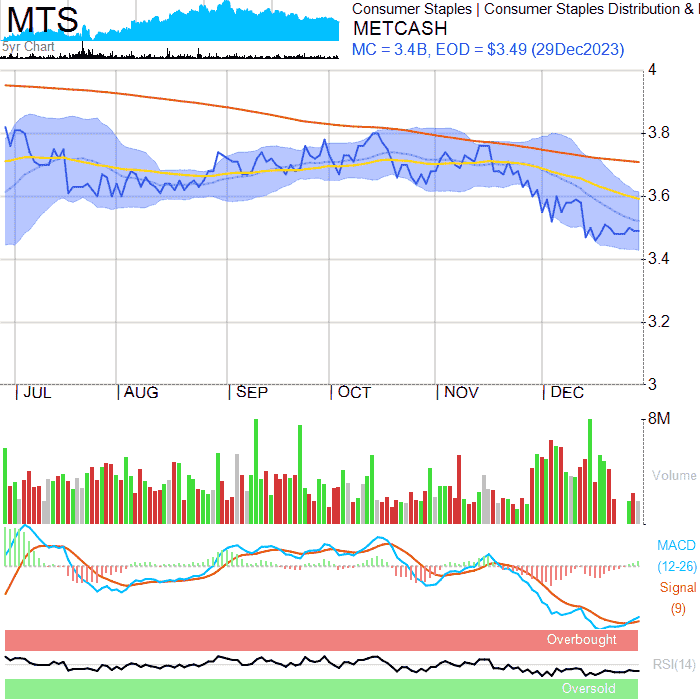 MTS
5yr Chart
Consumer Staples | Consumer Staples Distribution &
METCASH
MC = 3.4B, EOD = $3.49 (29Dec2023)
4
3.8
3.6
3.4
3.2
3
| JUL | AUG | SEP | OCT | NOV | DEC
8M
Volume
MACD
(12-26)
Signal
(9)
Overbought
RSI(14)
Oversold